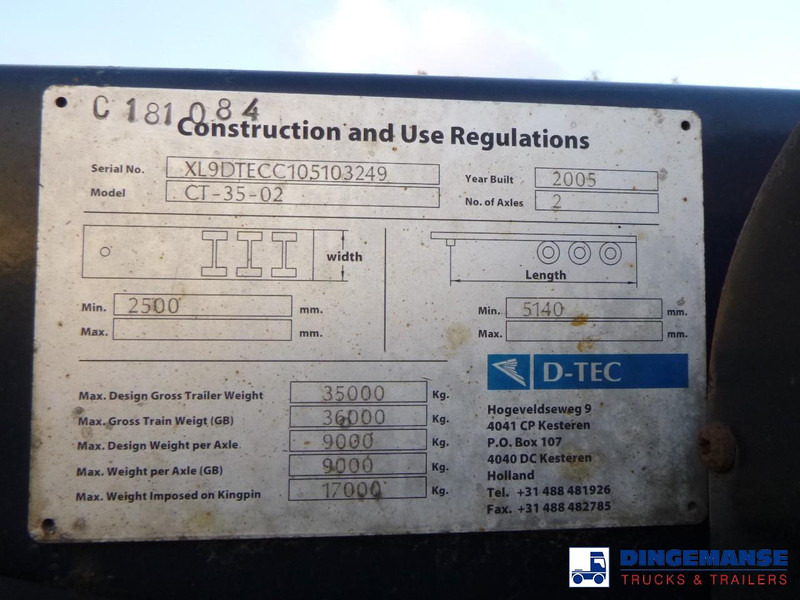 C181084
Construction and Use Regulations
Serial No. XL9DTECC105103249
Model CT-35-02
Year Built 2005
No. of Axles 2
width
Length
Min. 2500 mm.
Max. mm.
Min. 5140 mm.
Max. mm.
Max. Design Gross Trailer Weight 35000 Kg.
Max. Gross Train Weigt (GB) 36000 Kg.
Max. Design Weight per Axle 9000 Kg.
Max. Weight per Axle (GB) 9000 Kg.
Max. Weight Imposed on Kingpin 17000 Kg.
D-TEC
Hogeveldseweg 9
4041 CP Kesteren
P.O. Box 107
4040 DC Kesteren
Holland
Tel. +31 488 481926
Fax. +31 488 482785
DINGEMANSE
TRUCKS & TRAILERS